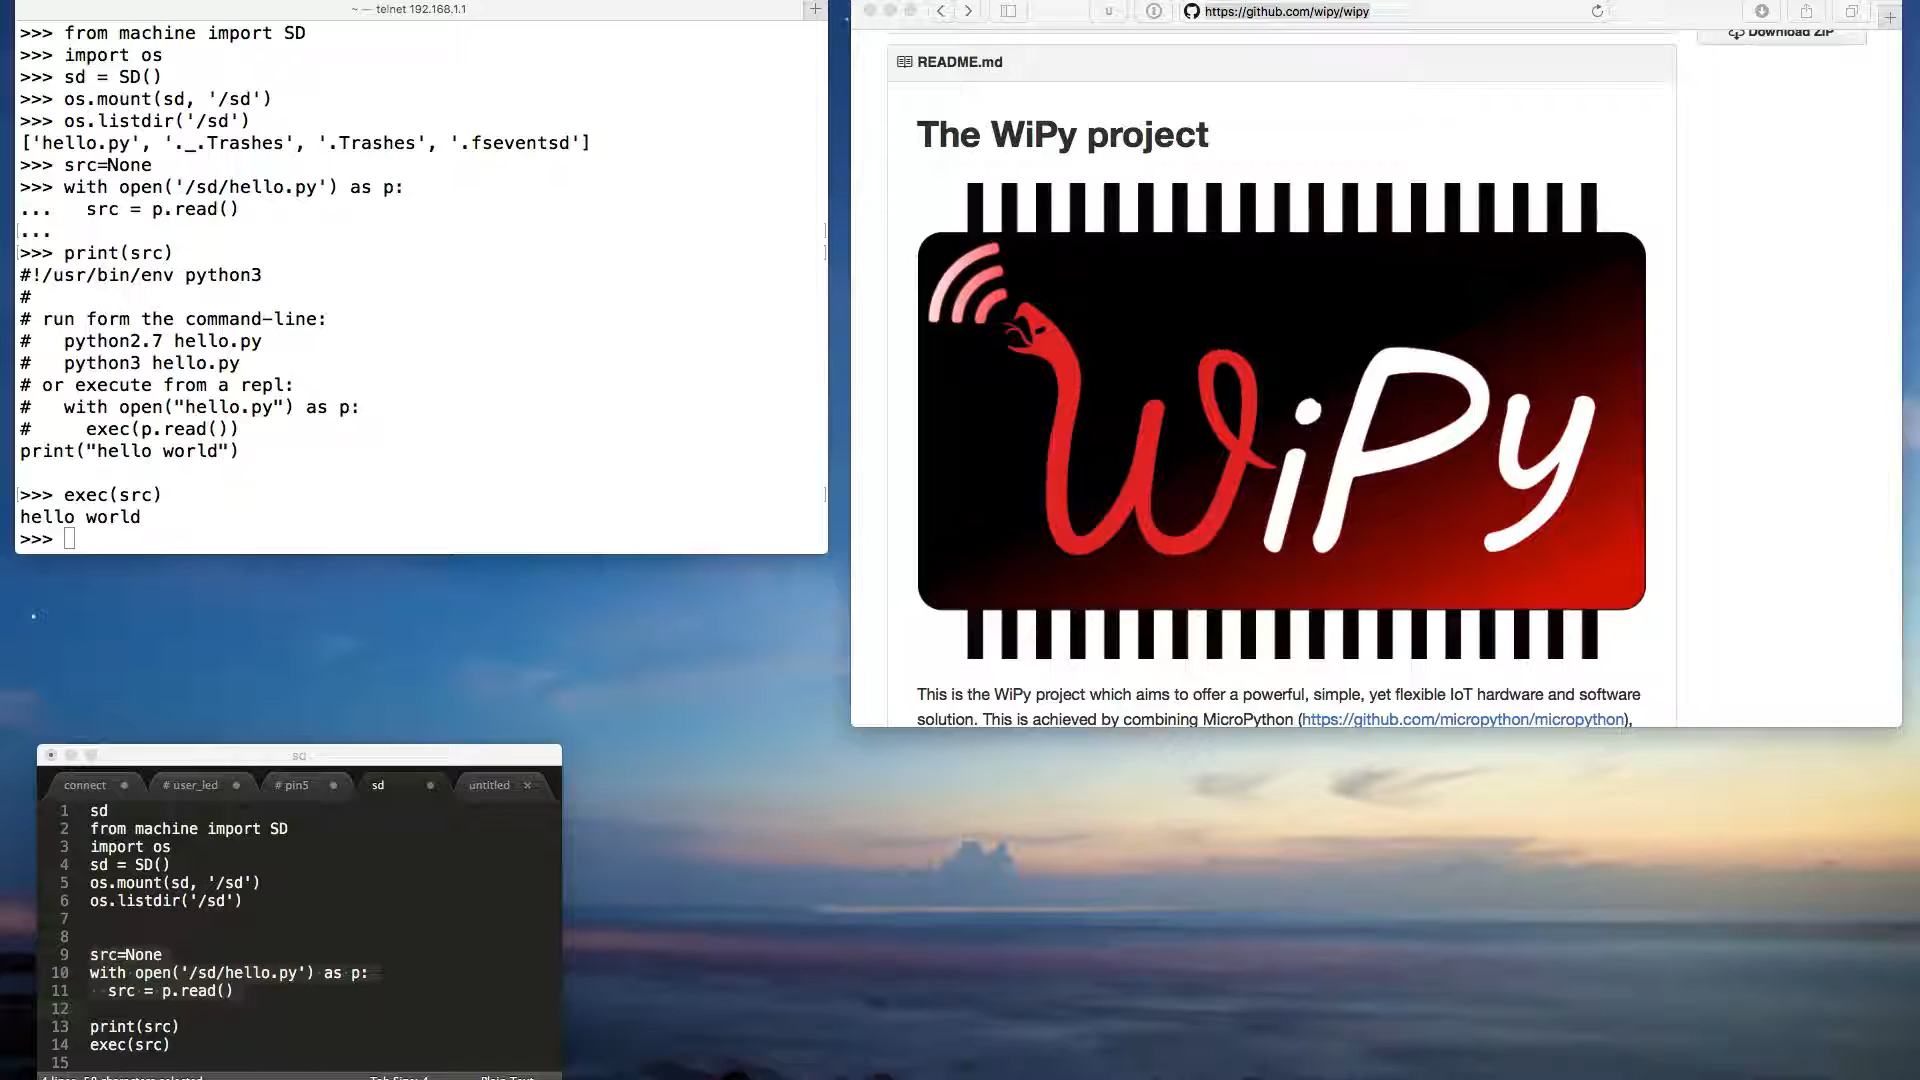 ~ — telnet 192.168.1.1
>>> from machine import SD
>>> import os
>>> sd = SD()
>>> os.mount(sd, '/sd')
>>> os.listdir('/sd')
['hello.py', '._.Trashes', '.Trashes', '.fseventsd']
>>> src=None
>>> with open('/sd/hello.py') as p:
...   src = p.read()
...
>>> print(src)
#!/usr/bin/env python3
#
# run form the command-line:
#   python2.7 hello.py
#   python3 hello.py
# or execute from a repl:
#   with open("hello.py") as p:
#     exec(p.read())
print("hello world")
>>> exec(src)
hello world
>>>
https://github.com/wipy/wipy
Download ZIP
README.md
The WiPy project
WiPy
This is the WiPy project which aims to offer a powerful, simple, yet flexible IoT hardware and software
solution. This is achieved by combining MicroPython (https://github.com/micropython/micropython),
sd
connect # user_led # pin5 sd untitled
1 sd
2 from machine import SD
3 import os
4 sd = SD()
5 os.mount(sd, '/sd')
6 os.listdir('/sd')
7
8
9 src=None
10 with open('/sd/hello.py') as p:
11   src = p.read()
12
13 print(src)
14 exec(src)
15